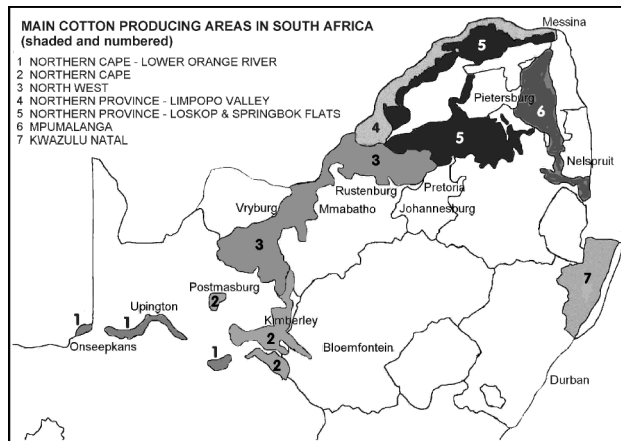 MAIN COTTON PRODUCING AREAS IN SOUTH AFRICA
(shaded and numbered)
1 NORTHERN CAPE - LOWER ORANGE RIVER
2 NORTHERN CAPE
3 NORTH WEST
4 NORTHERN PROVINCE - LIMPOPO VALLEY
5 NORTHERN PROVINCE - LOSKOP & SPRINGBOK FLATS
6 MPUMALANGA
7 KWAZULU NATAL
Messina
5
Pietersburg
6
4
5
3
Nelspruit
Rustenburg
Pretoria
Vryburg
Mmabatho
Johannesburg
3
7
Postmasburg
2
Upington
1
1
Kimberley
Onseepkans
2
Bloemfontein
1
2
Durban